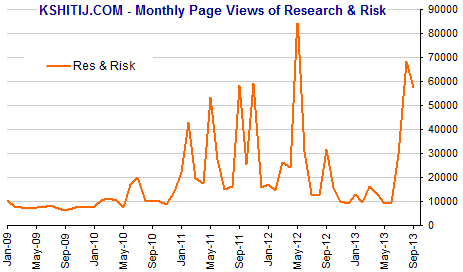 KSHITIJ.COM - Monthly Page Views of Research & Risk
Res & Risk
90000
80000
70000
60000
50000
40000
30000
20000
10000
0
Jan-09
May-09
Sep-09
Jan-10
May-10
Sep-10
Jan-11
May-11
Sep-11
Jan-12
May-12
Sep-12
Jan-13
May-13
Sep-13